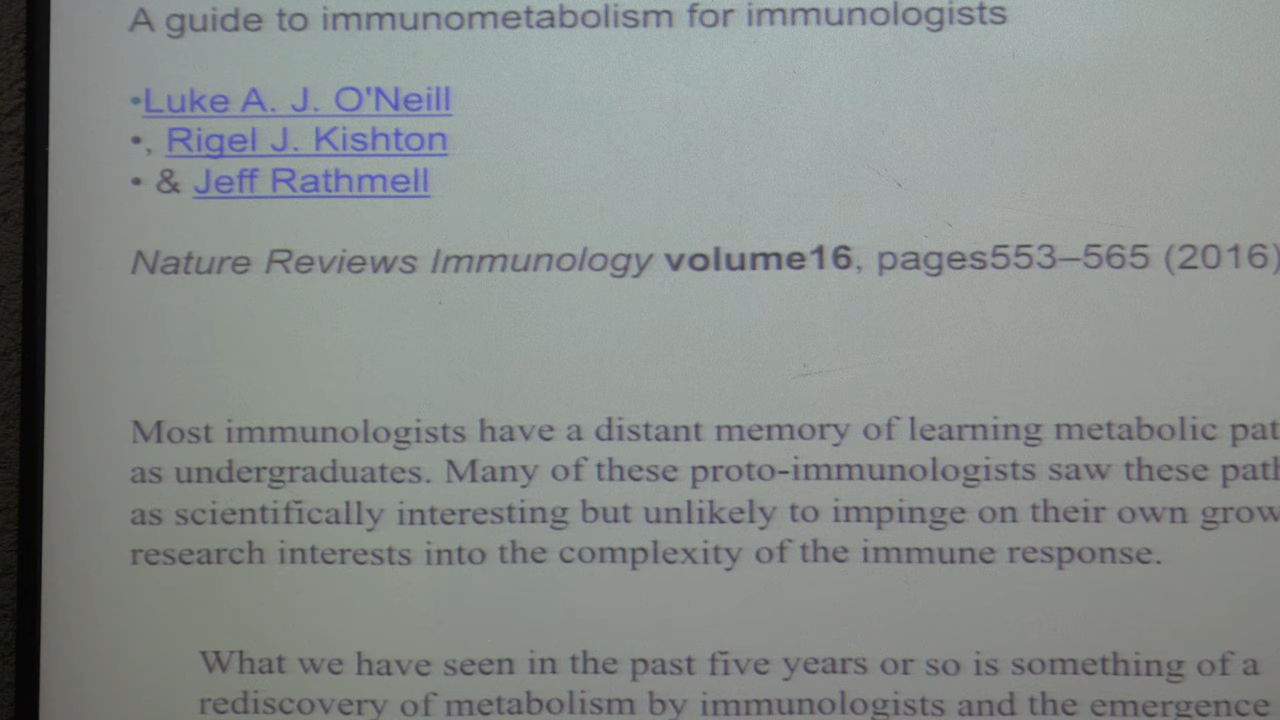 A guide to immunometabolism for immunologists
•Luke A. J. O'Neill
•, Rigel J. Kishton
• & Jeff Rathmell
Nature Reviews Immunology volume16, pages553–565 (2016)
Most immunologists have a distant memory of learning metabolic pat
as undergraduates. Many of these proto-immunologists saw these path
as scientifically interesting but unlikely to impinge on their own grow
research interests into the complexity of the immune response.
What we have seen in the past five years or so is something of a
rediscovery of metabolism by immunologists and the emergence